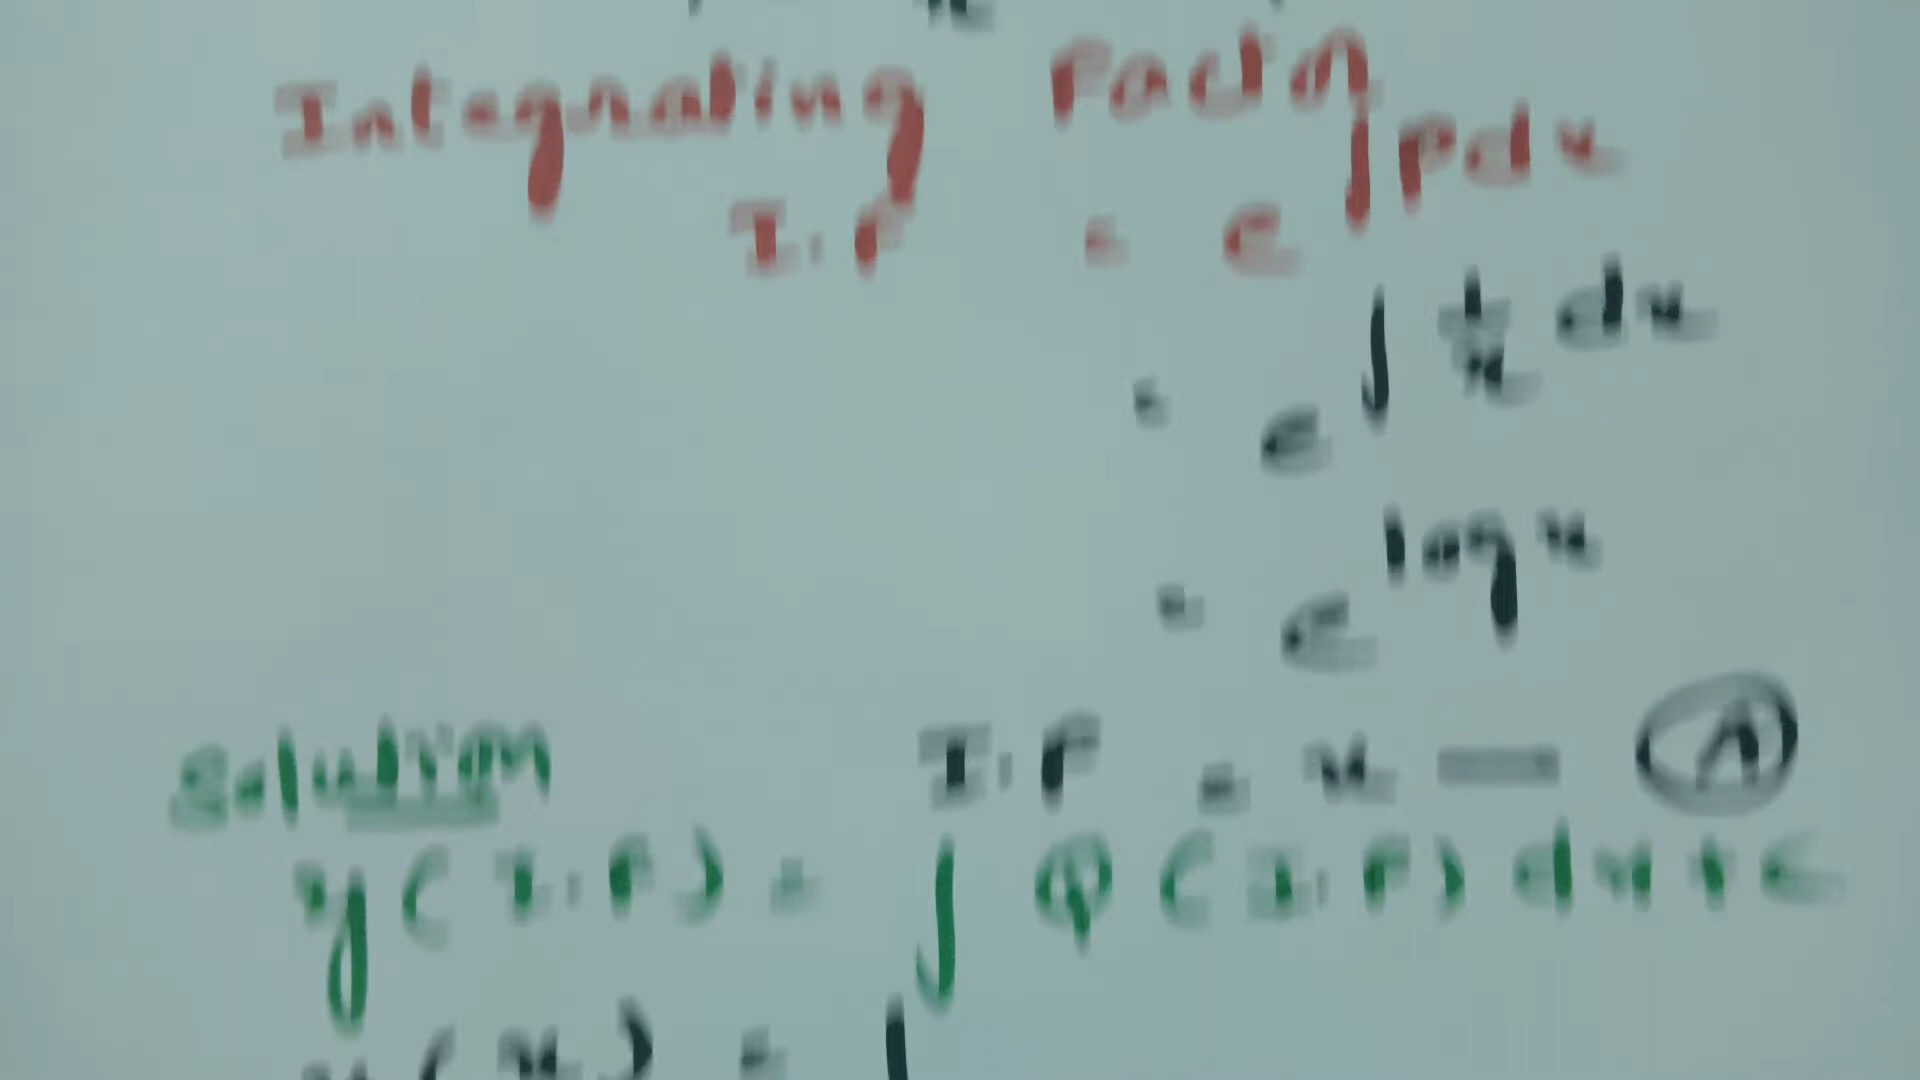 Integrating Factor
I.F = e^∫pdx
= e^∫ 1/x dx
= e^log x
I.F = x — (A)
Solution
y(I.F) = ∫ Q (I.F) dx + c
y(x) = ∫